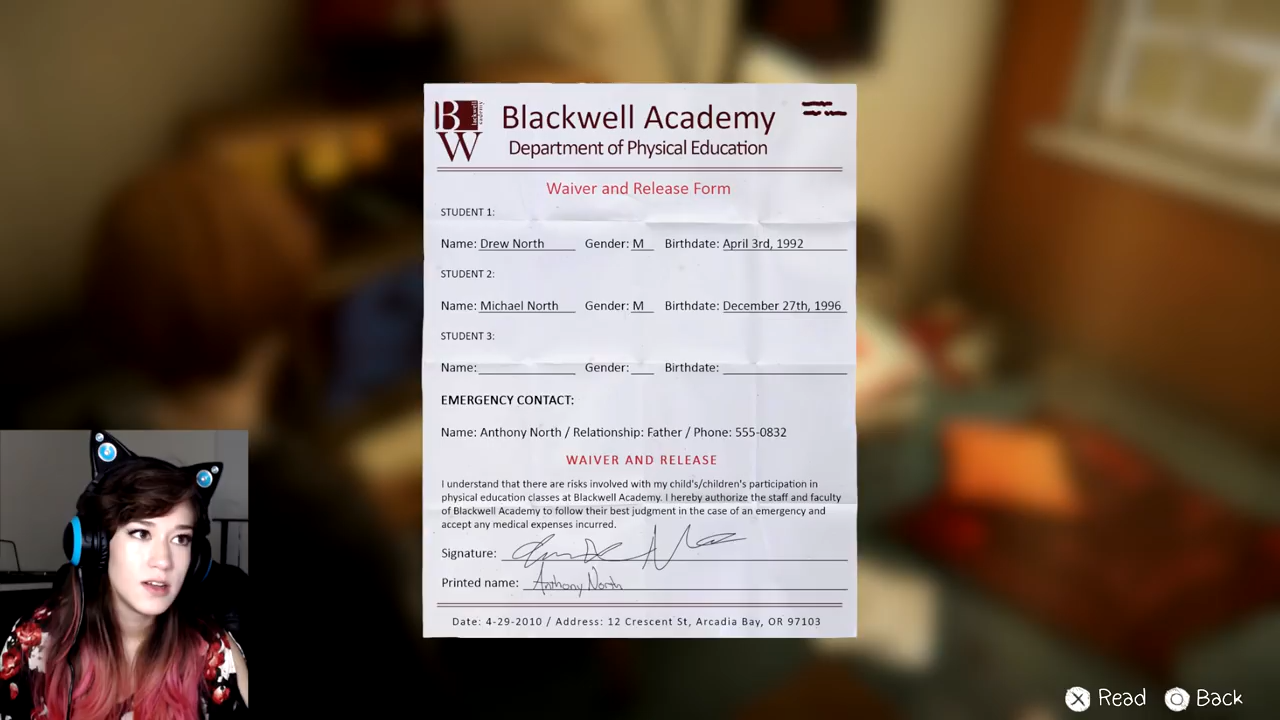 BW Blackwell Academy
Blackwell Academy
Department of Physical Education
Waiver and Release Form
STUDENT 1:
Name: Drew North Gender: M Birthdate: April 3rd, 1992
STUDENT 2:
Name: Michael North Gender: M Birthdate: December 27th, 1996
STUDENT 3:
Name: Gender: Birthdate:
EMERGENCY CONTACT:
Name: Anthony North / Relationship: Father / Phone: 555-0832
WAIVER AND RELEASE
I understand that there are risks involved with my child's/children's participation in
physical education classes at Blackwell Academy. I hereby authorize the staff and faculty
of Blackwell Academy to follow their best judgment in the case of an emergency and
accept any medical expenses incurred.
Signature:
Printed name: Anthony North
Date: 4-29-2010 / Address: 12 Crescent St, Arcadia Bay, OR 97103
Read Back